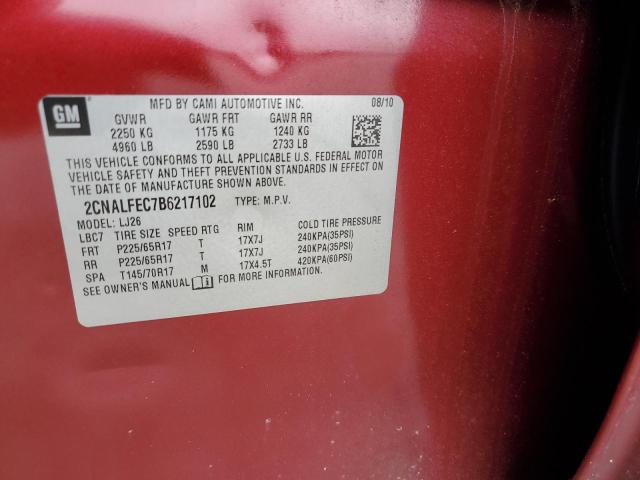 GM
MFD BY CAMI AUTOMOTIVE INC. 08/10
GVWR GAWR FRT GAWR RR
2250 KG 1175 KG 1240 KG
4960 LB 2590 LB 2733 LB
THIS VEHICLE CONFORMS TO ALL APPLICABLE U.S. FEDERAL MOTOR
VEHICLE SAFETY AND THEFT PREVENTION STANDARDS IN EFFECT ON
THE DATE OF MANUFACTURE SHOWN ABOVE.
2CNALFEC7B6217102 TYPE: M.P.V.
MODEL: LJ26
LBC7 TIRE SIZE SPEED RTG RIM COLD TIRE PRESSURE
FRT P225/65R17 T 17X7J 240KPA(35PSI)
RR P225/65R17 T 17X7J 240KPA(35PSI)
SPA T145/70R17 M 17X4.5T 420KPA(60PSI)
SEE OWNER'S MANUAL FOR MORE INFORMATION.